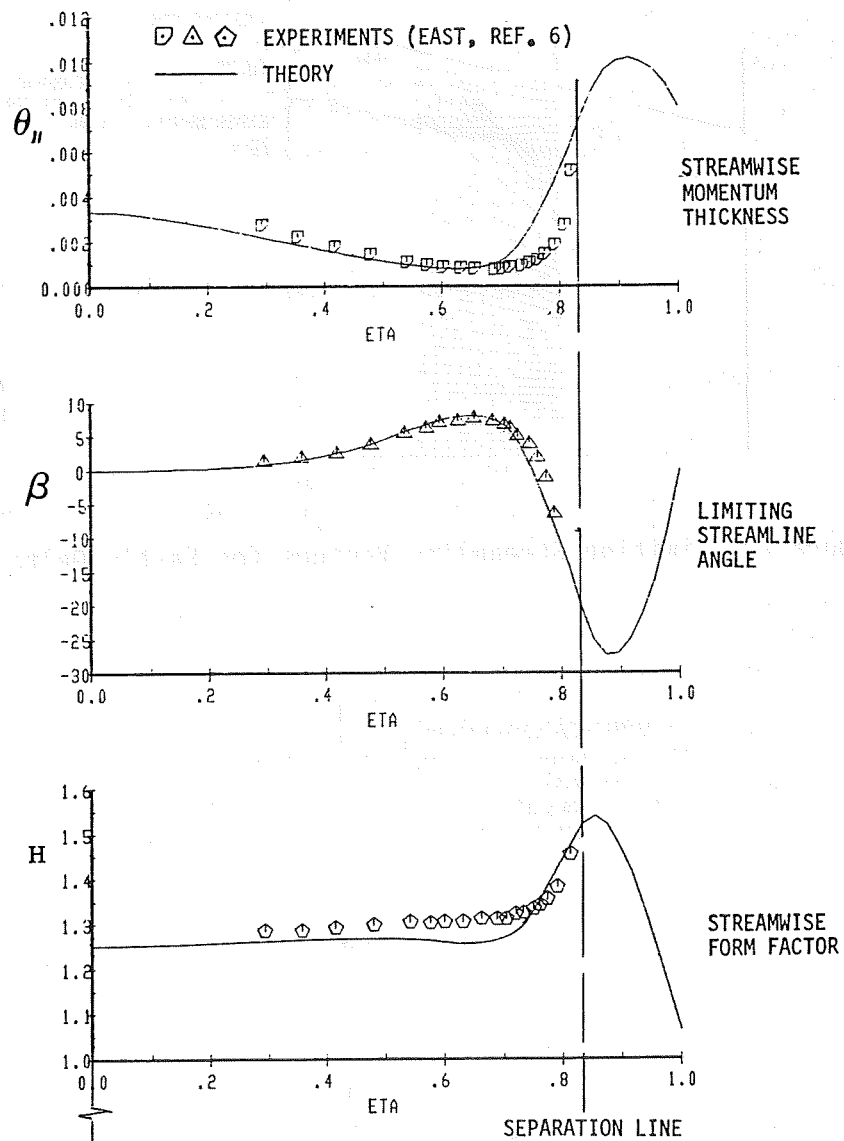 .012
EXPERIMENTS (EAST, REF. 6)
THEORY
.010
.008
θ₁₁
.006
.004
.002
.000
0.0 .2 .4 .6 .8 1.0
ETA
STREAMWISE
MOMENTUM
THICKNESS
10
5
0
β
-5
-10
-15
-20
-25
-30
0.0 .2 .4 .6 .8 1.0
ETA
LIMITING
STREAMLINE
ANGLE
1.6
1.5
H
1.4
1.3
1.2
1.1
1.0
0 0 .2 .4 .6 .8 1.0
ETA
STREAMWISE
FORM FACTOR
SEPARATION LINE